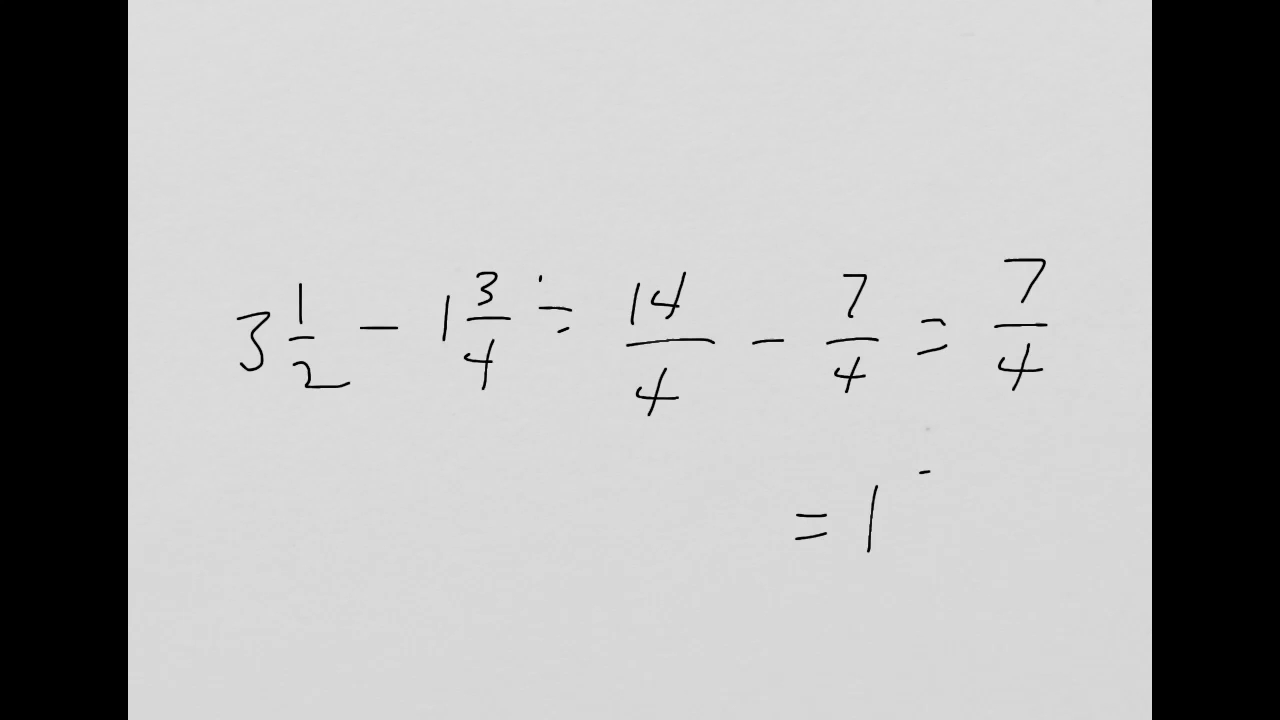 3 1/2 - 1 3/4 = 14/4 - 7/4 = 7/4
= 1